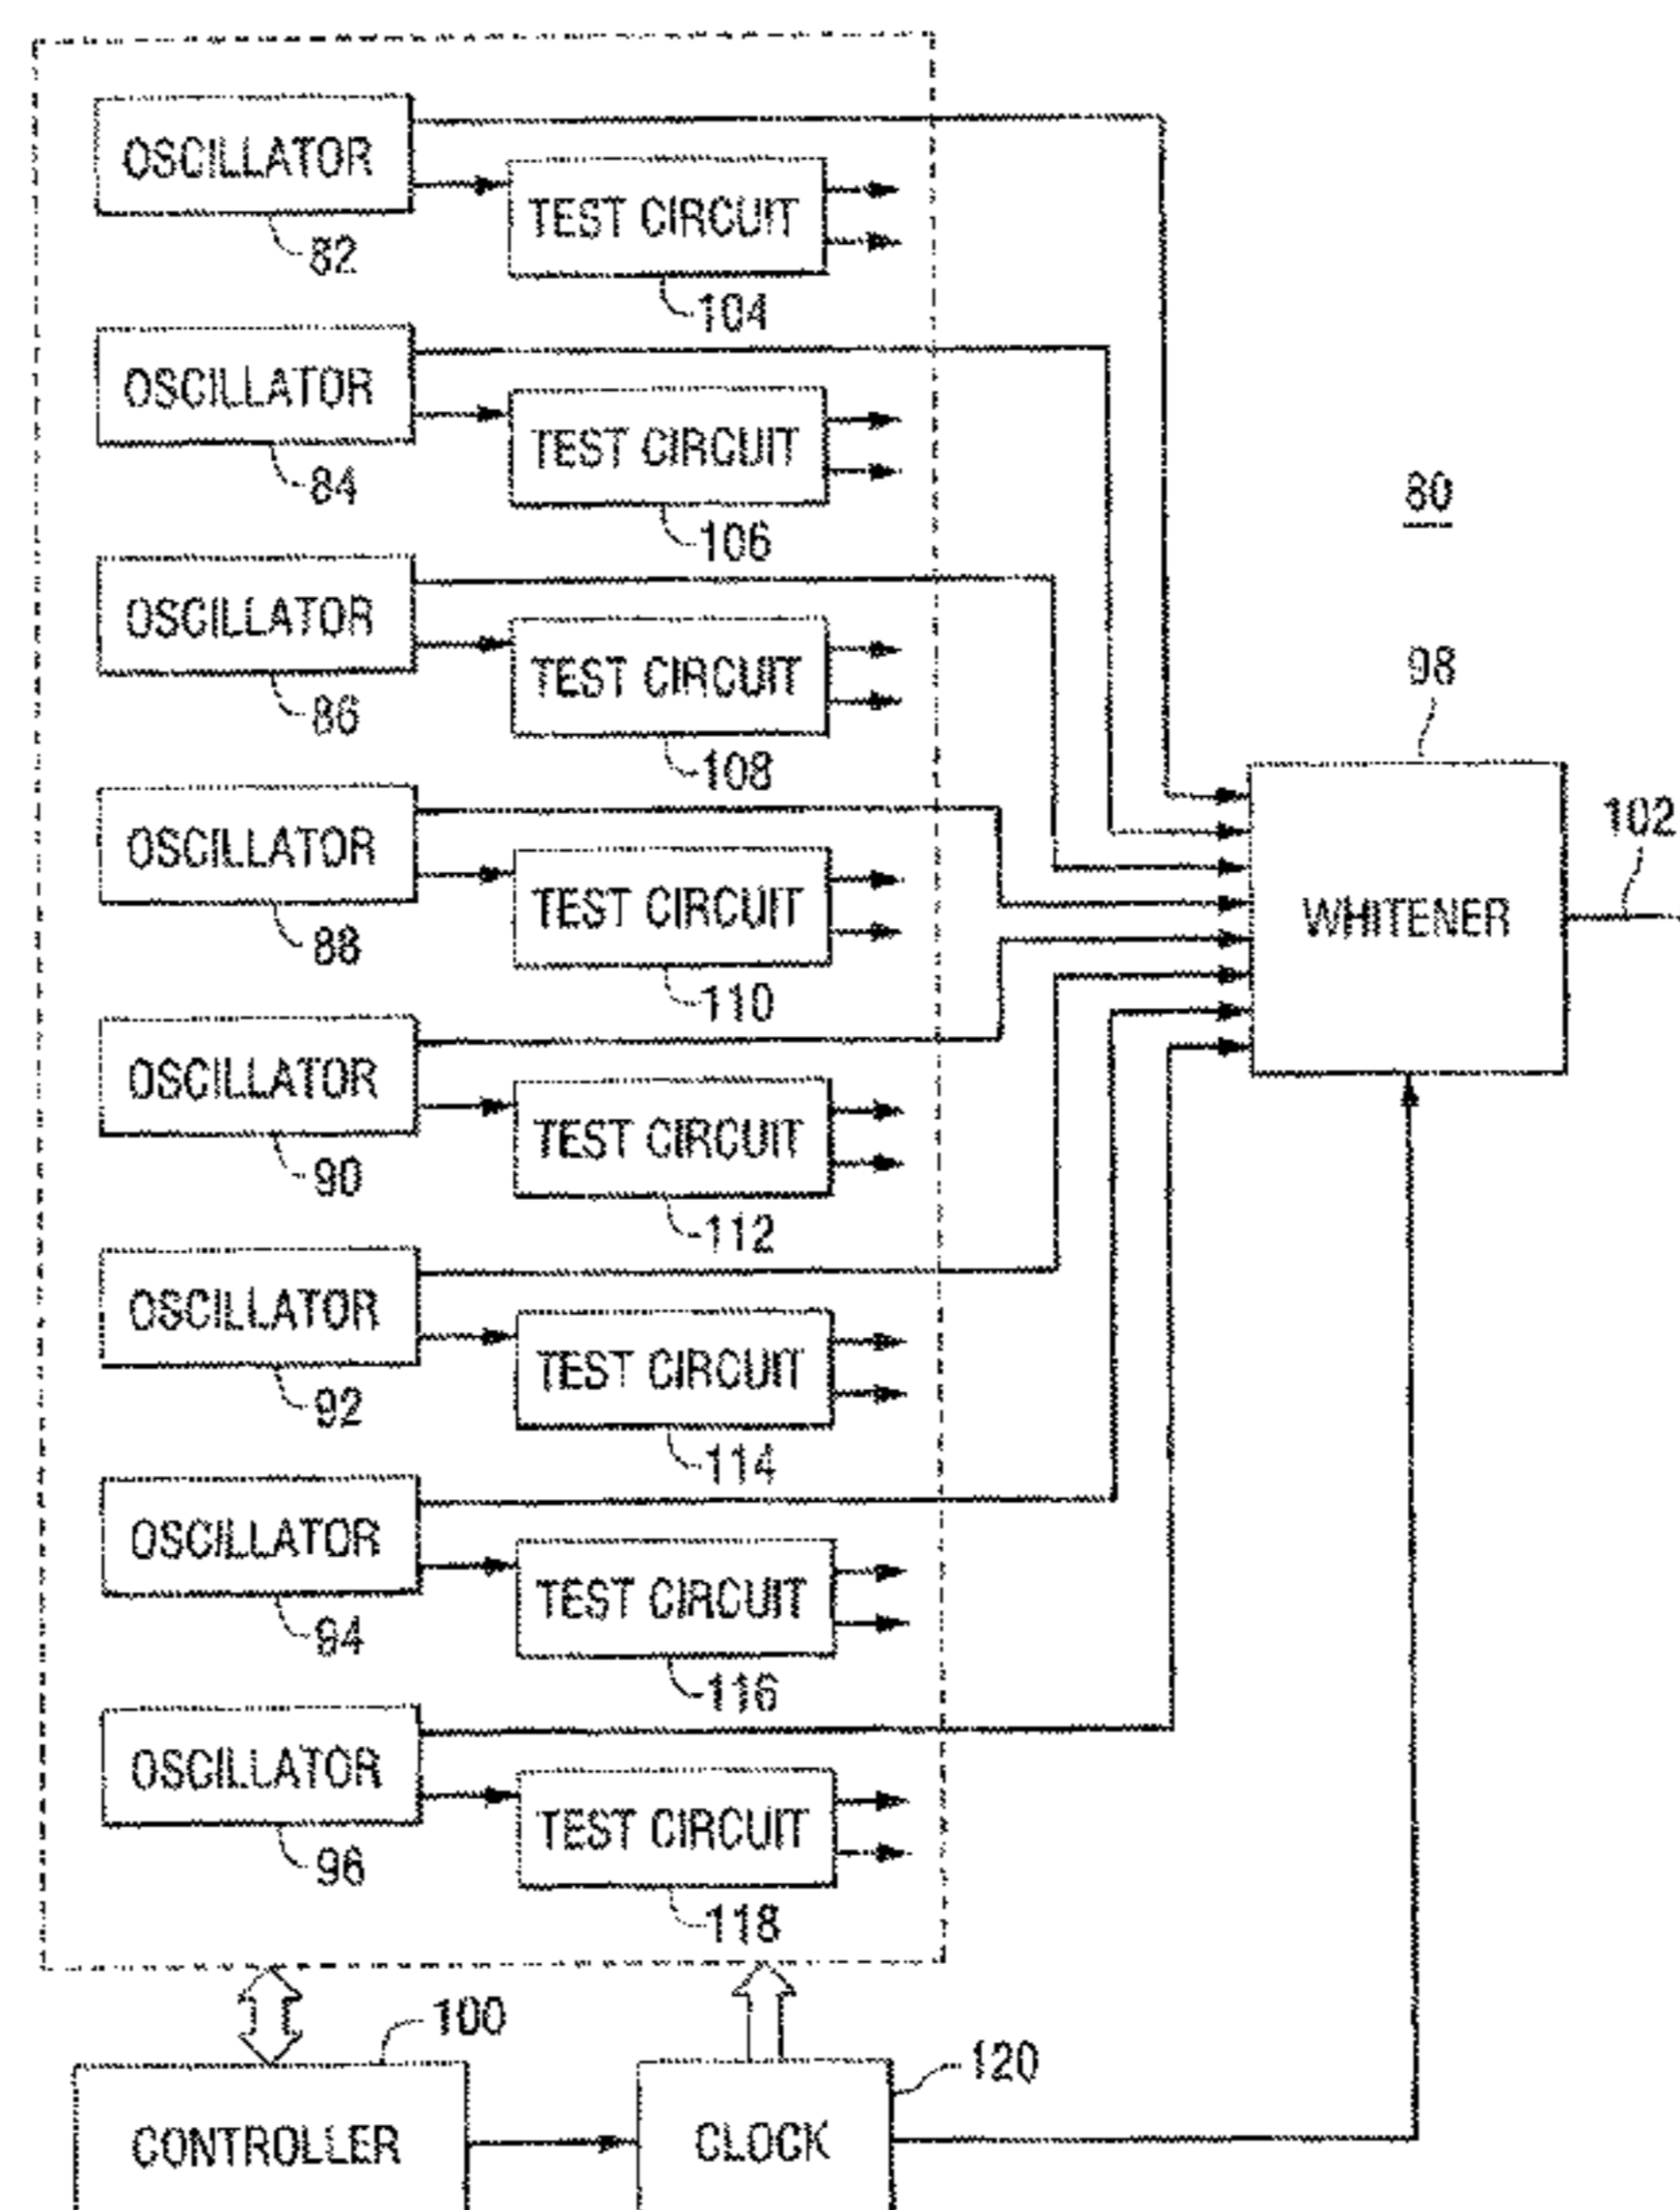 OSCILLATOR
82
TEST CIRCUIT
104
OSCILLATOR
84
TEST CIRCUIT
106
80
OSCILLATOR
86
TEST CIRCUIT
108
98
OSCILLATOR
88
TEST CIRCUIT
110
WHITENER
102
OSCILLATOR
90
TEST CIRCUIT
112
OSCILLATOR
92
TEST CIRCUIT
114
OSCILLATOR
94
TEST CIRCUIT
116
OSCILLATOR
96
TEST CIRCUIT
118
100
CONTROLLER
120
CLOCK